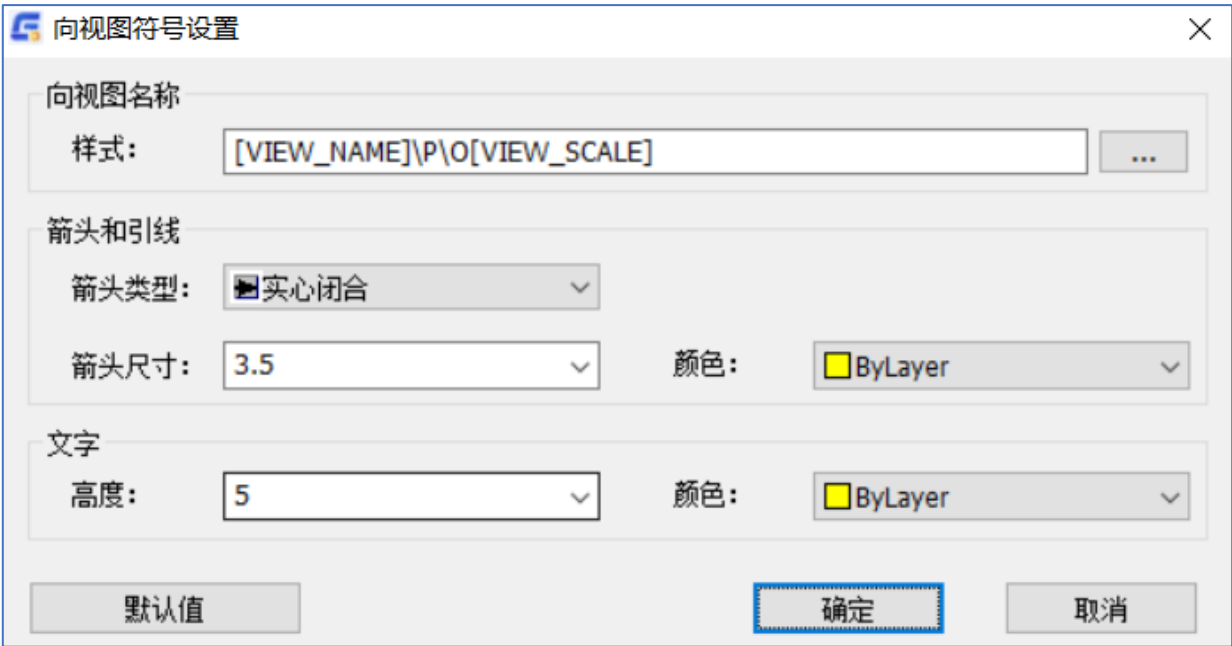 向视图符号设置
向视图名称
样式: [VIEW_NAME]\P\O[VIEW_SCALE] ...
箭头和引线
箭头类型: 实心闭合
箭头尺寸: 3.5 颜色: ByLayer
文字
高度: 5 颜色: ByLayer
默认值 确定 取消